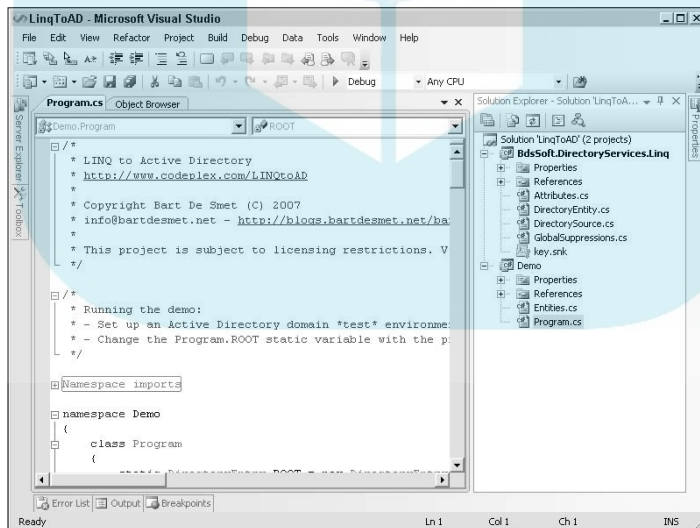 LinqToAD - Microsoft Visual Studio
File Edit View Refactor Project Build Debug Data Tools Window Help
Debug Any CPU
Program.cs Object Browser
Solution Explorer - Solution 'LinqToA...
Server Explorer
Toolbox
Properties
Demo.Program ROOT
/*
* LINQ to Active Directory
* http://www.codeplex.com/LINQtoAD
*
* Copyright Bart De Smet (C) 2007
* info@bartdesmet.net - http://blogs.bartdesmet.net/ba
*
* This project is subject to licensing restrictions. V
*/
/*
* Running the demo:
* - Set up an Active Directory domain *test* environme
* - Change the Program.ROOT static variable with the p
*/
Namespace imports
namespace Demo
{
class Program
{
static DirectoryEntry ROOT = new DirectoryEntry
Solution 'LinqToAD' (2 projects)
BdsSoft.DirectoryServices.Linq
Properties
References
Attributes.cs
DirectoryEntity.cs
DirectorySource.cs
GlobalSuppressions.cs
key.snk
Demo
Properties
References
Entities.cs
Program.cs
Error List Output Breakpoints
Ready Ln 1 Col 1 Ch 1 INS